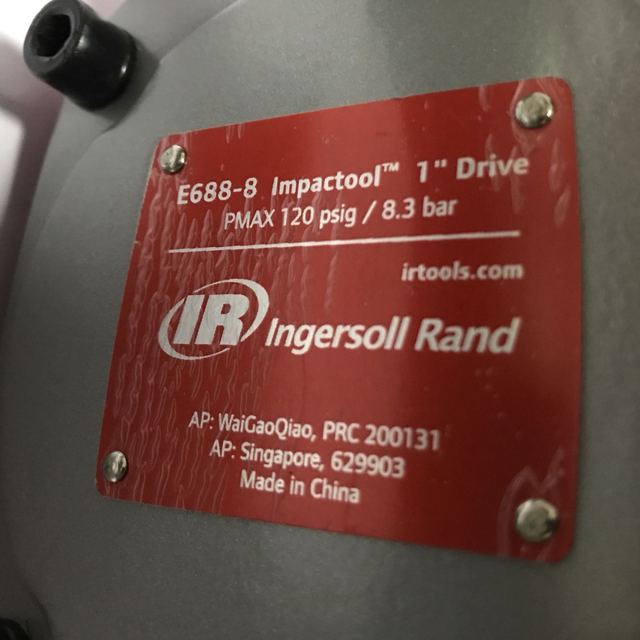 E688-8 Impactool™ 1" Drive
PMAX 120 psig / 8.3 bar
irtools.com
IR Ingersoll Rand
AP: WaiGaoQiao, PRC 200131
AP: Singapore, 629903
Made in China